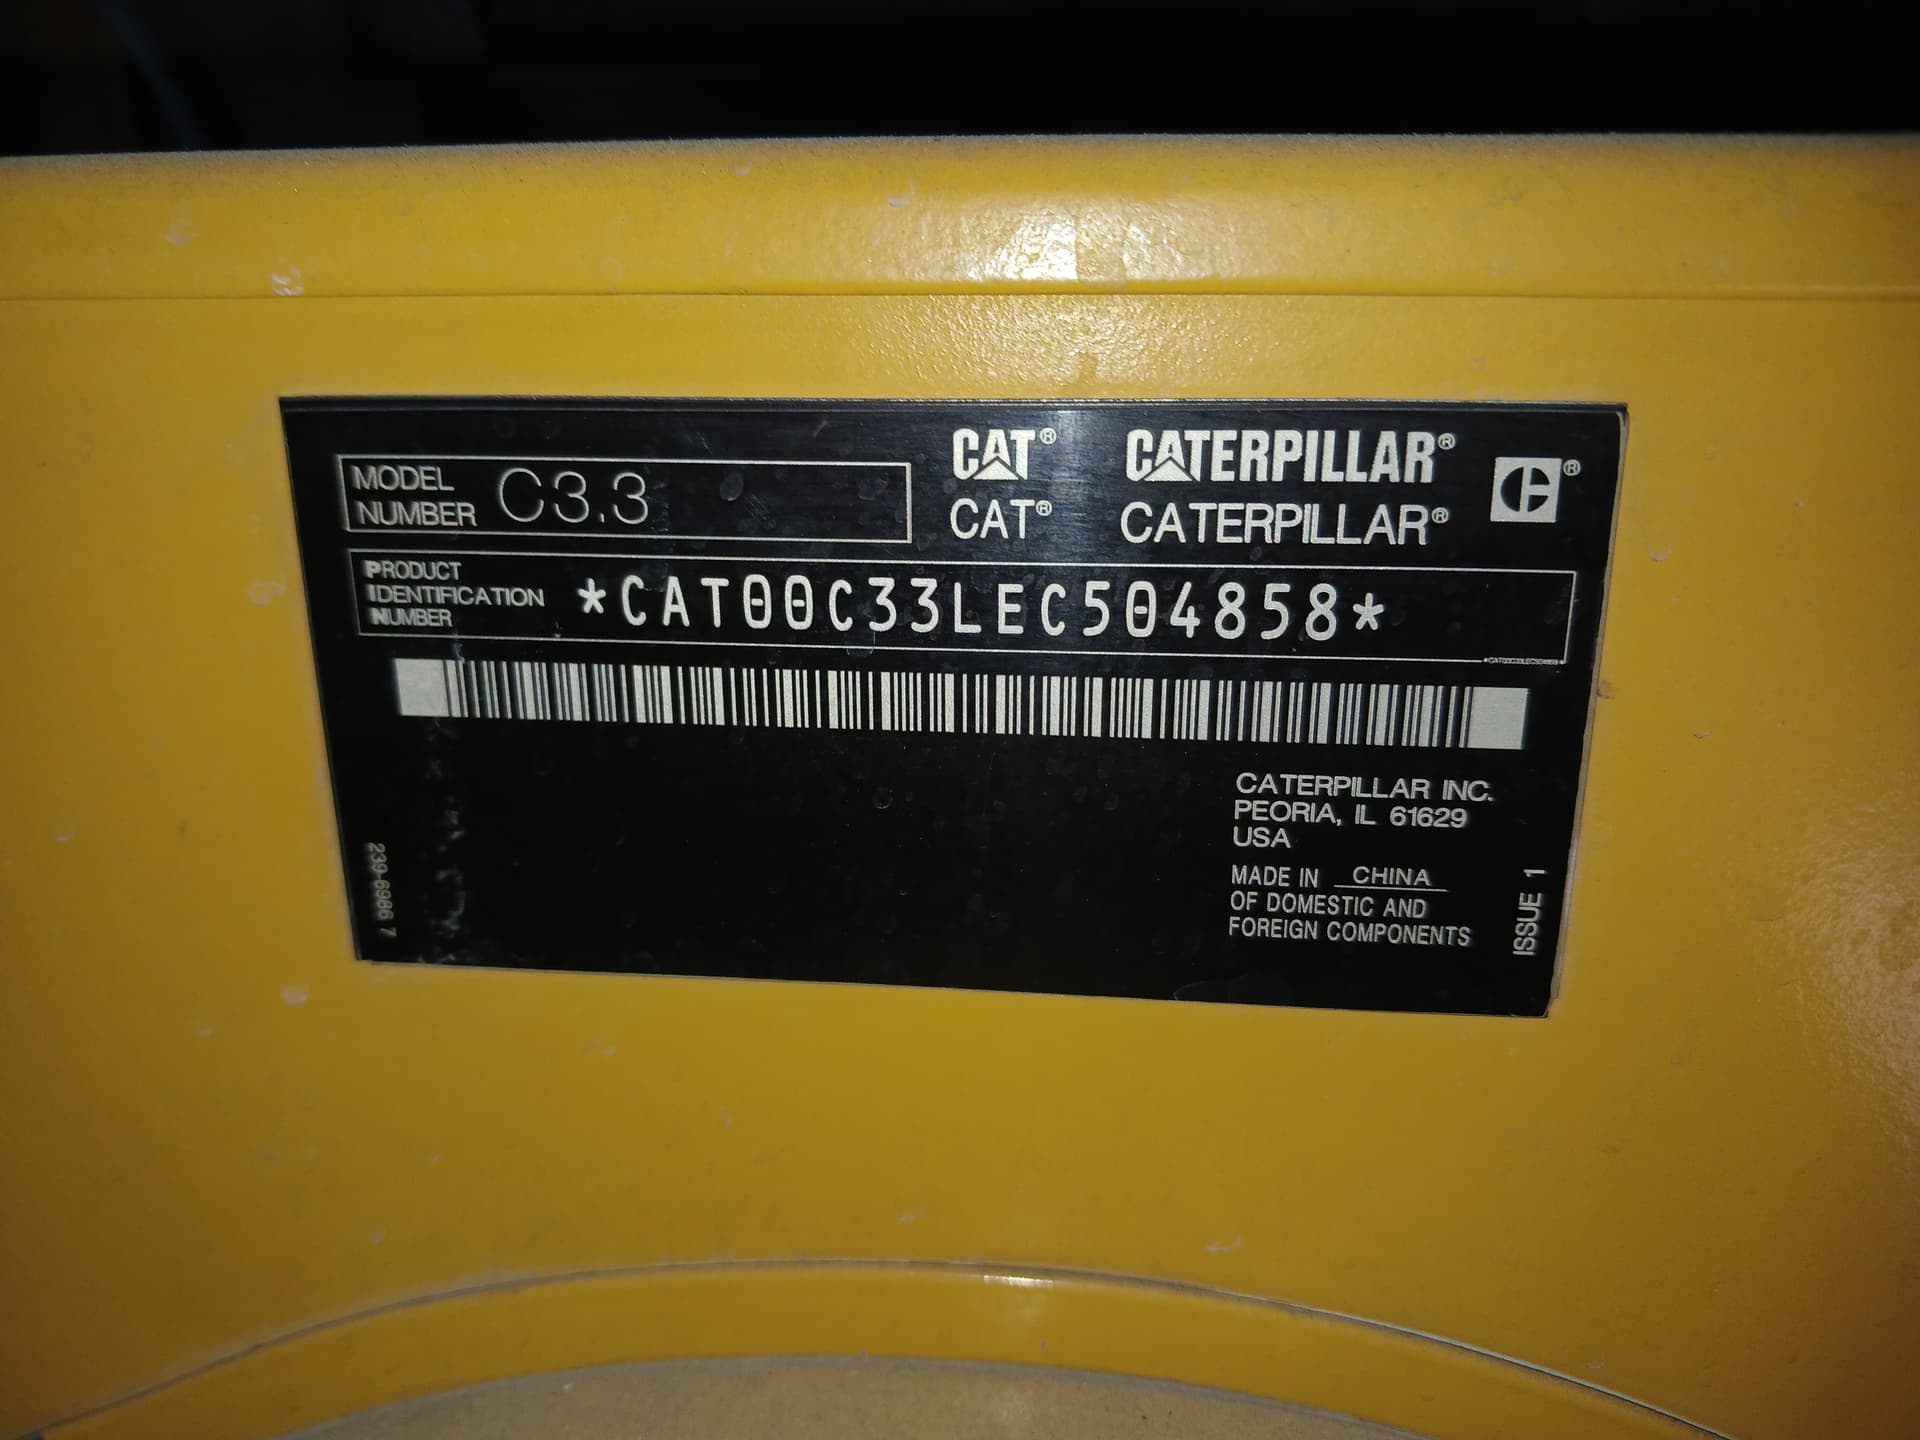 MODEL NUMBER C3.3
CAT® CATERPILLAR®
CAT® CATERPILLAR®
PRODUCT IDENTIFICATION NUMBER *CAT00C33LEC504858*
*CAT00C33LEC504858*
CATERPILLAR INC.
PEORIA, IL 61629
USA
MADE IN CHINA
OF DOMESTIC AND
FOREIGN COMPONENTS
ISSUE 1
239-6986 7